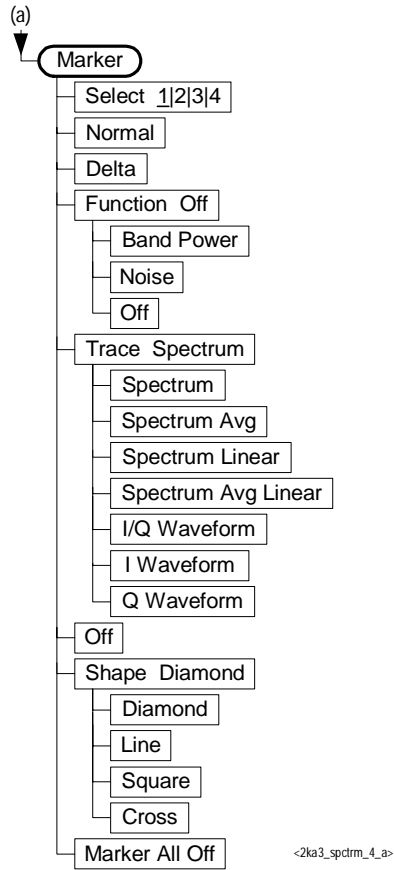 (a)
Marker
Select 1|2|3|4
Normal
Delta
Function Off
Band Power
Noise
Off
Trace Spectrum
Spectrum
Spectrum Avg
Spectrum Linear
Spectrum Avg Linear
I/Q Waveform
I Waveform
Q Waveform
Off
Shape Diamond
Diamond
Line
Square
Cross
Marker All Off
<2ka3_spctrm_4_a>